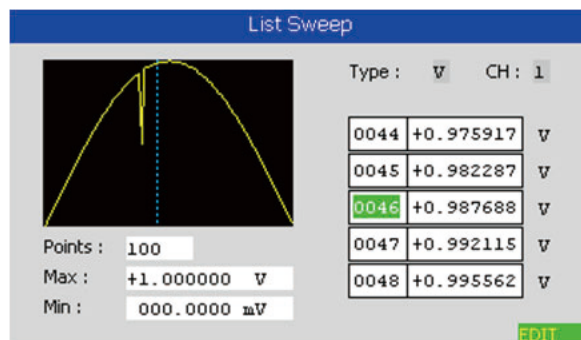 List Sweep
Type : V CH : 1
0044 +0.975917 V
0045 +0.982287 V
0046 +0.987688 V
0047 +0.992115 V
0048 +0.995562 V
Points : 100
Max : +1.000000 V
Min : 000.0000 mV
EDIT